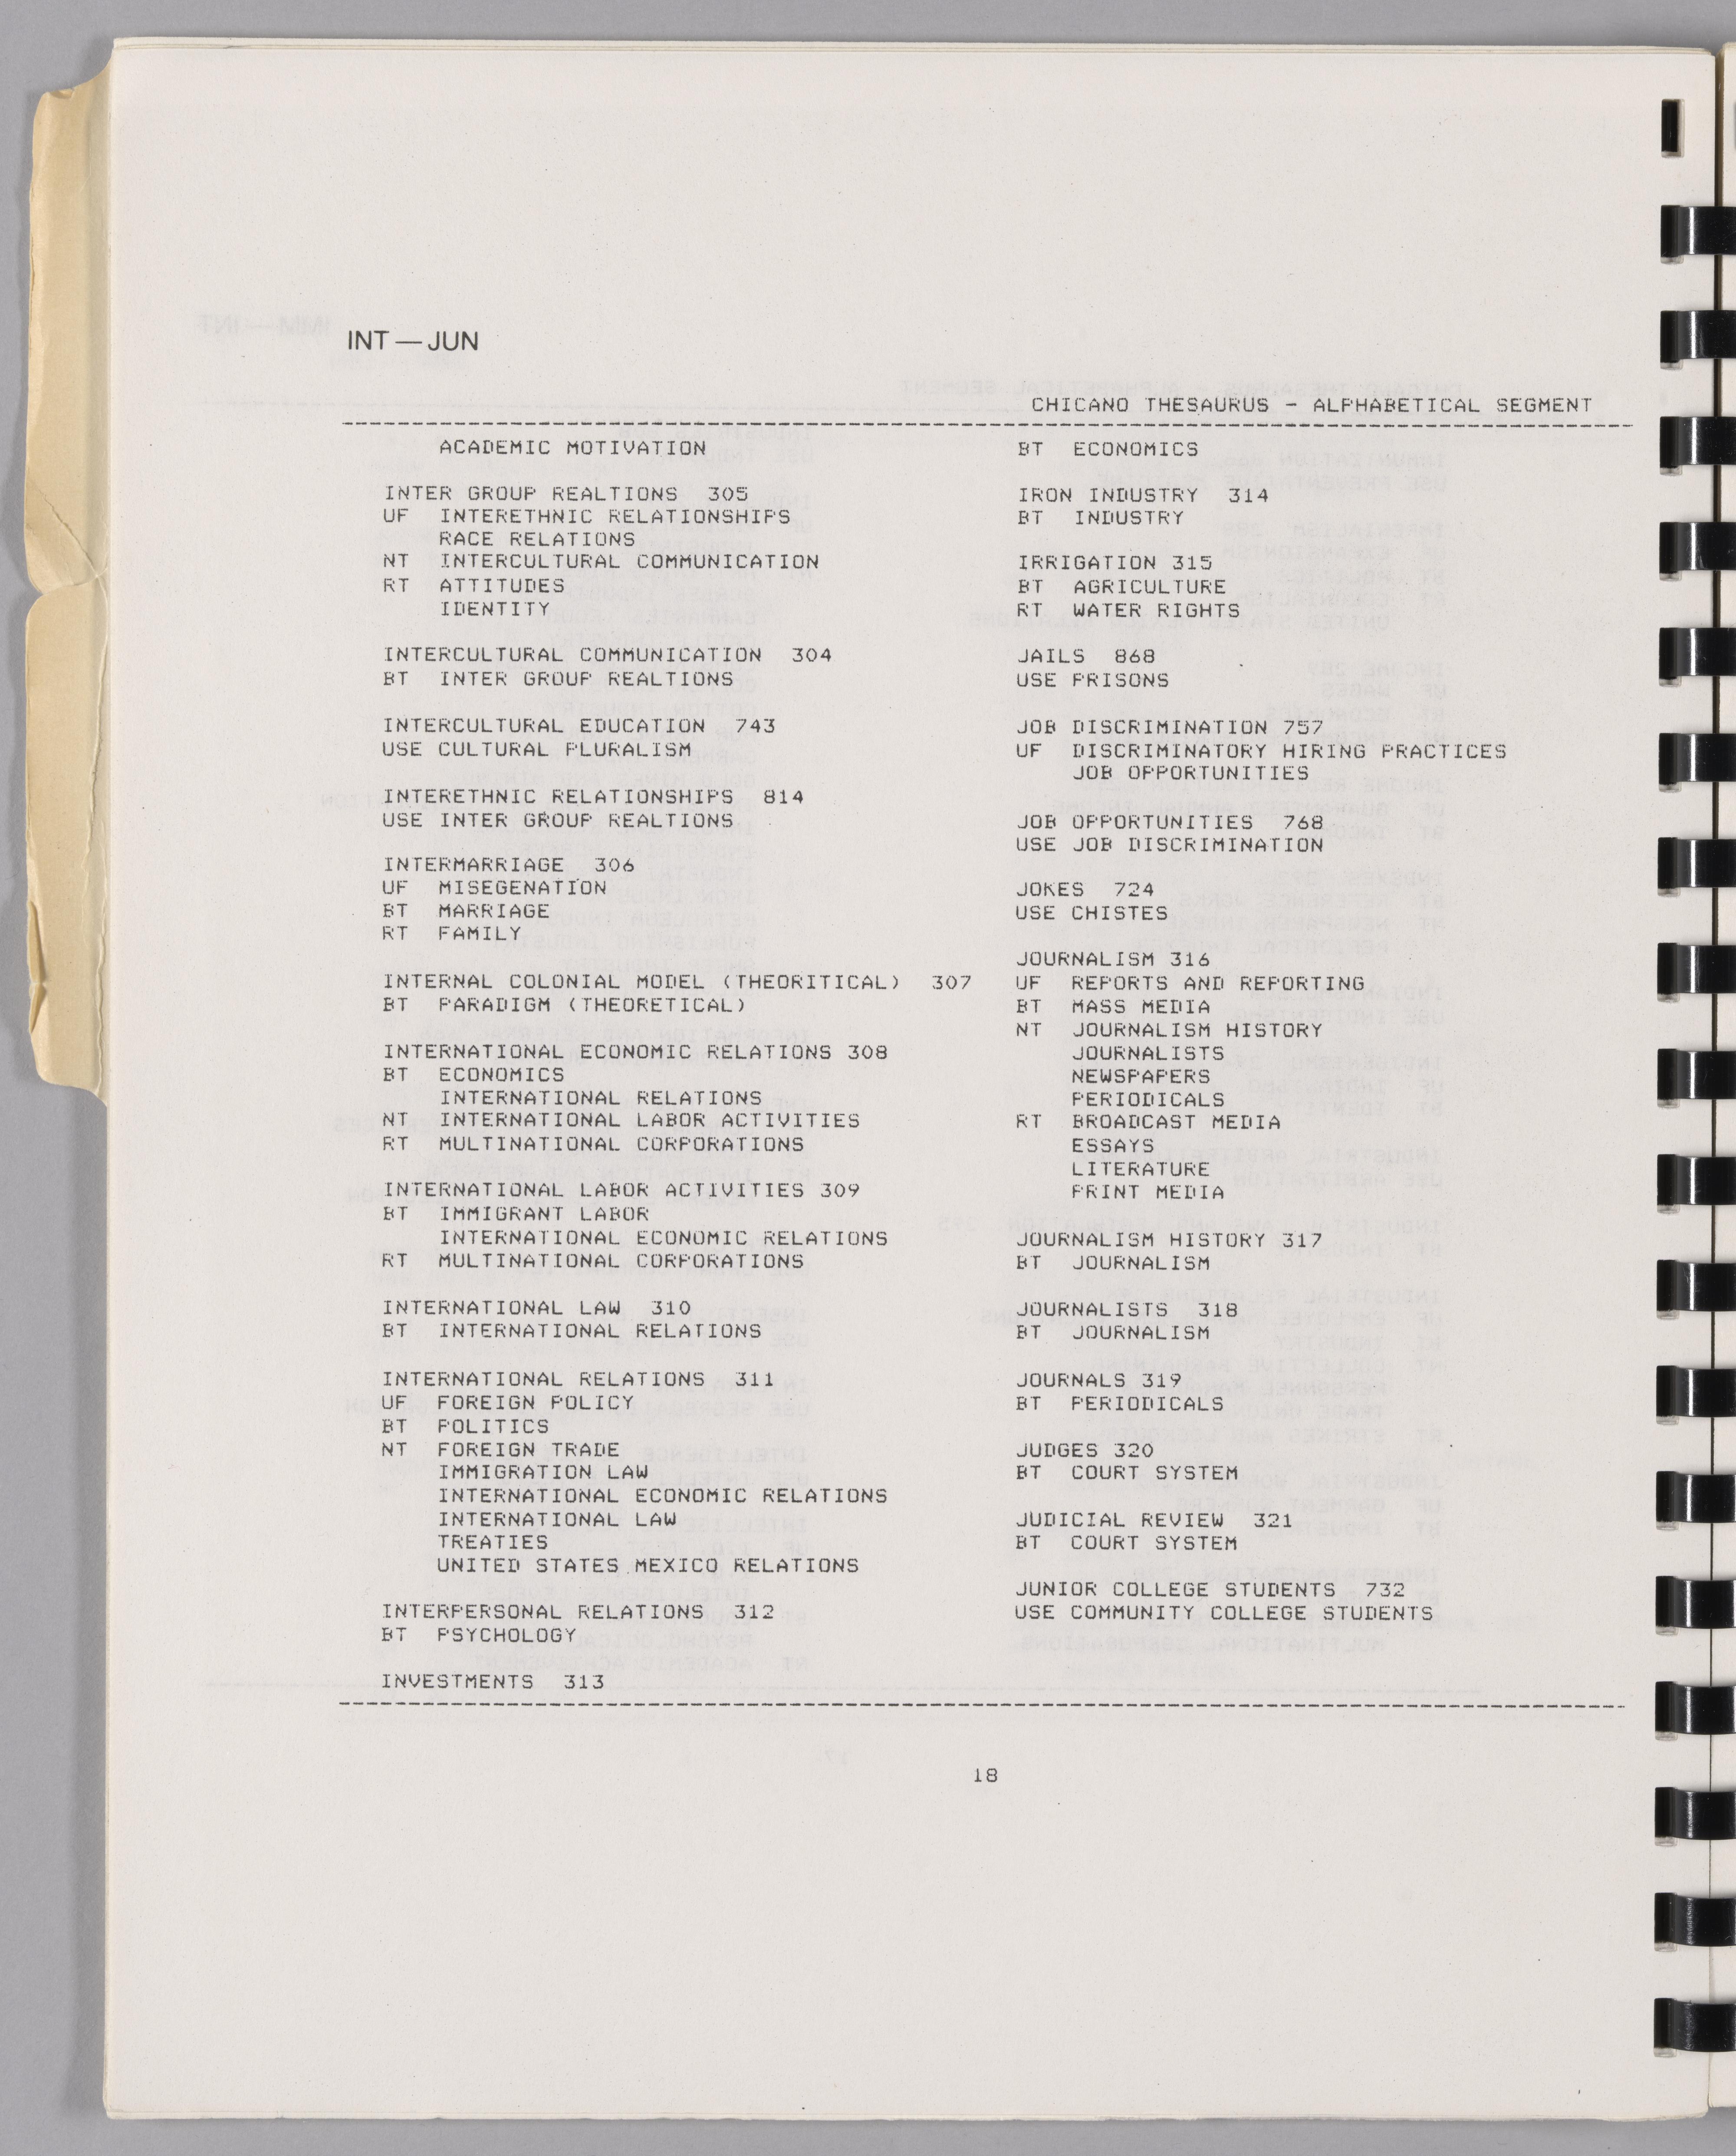 INT — JUN
CHICANO THESAURUS - ALPHABETICAL SEGMENT
ACADEMIC MOTIVATION
INTER GROUP REALTIONS 305
UF INTERETHNIC RELATIONSHIPS
RACE RELATIONS
NT INTERCULTURAL COMMUNICATION
RT ATTITUDES
IDENTITY
INTERCULTURAL COMMUNICATION 304
BT INTER GROUP REALTIONS
INTERCULTURAL EDUCATION 743
USE CULTURAL PLURALISM
INTERETHNIC RELATIONSHIPS 814
USE INTER GROUP REALTIONS
INTERMARRIAGE 306
UF MISEGENATION
BT MARRIAGE
RT FAMILY
INTERNAL COLONIAL MODEL (THEORITICAL) 307
BT PARADIGM (THEORETICAL)
INTERNATIONAL ECONOMIC RELATIONS 308
BT ECONOMICS
INTERNATIONAL RELATIONS
NT INTERNATIONAL LABOR ACTIVITIES
RT MULTINATIONAL CORPORATIONS
INTERNATIONAL LABOR ACTIVITIES 309
BT IMMIGRANT LABOR
INTERNATIONAL ECONOMIC RELATIONS
RT MULTINATIONAL CORPORATIONS
INTERNATIONAL LAW 310
BT INTERNATIONAL RELATIONS
INTERNATIONAL RELATIONS 311
UF FOREIGN POLICY
BT POLITICS
NT FOREIGN TRADE
IMMIGRATION LAW
INTERNATIONAL ECONOMIC RELATIONS
INTERNATIONAL LAW
TREATIES
UNITED STATES MEXICO RELATIONS
INTERPERSONAL RELATIONS 312
BT PSYCHOLOGY
INVESTMENTS 313
BT ECONOMICS
IRON INDUSTRY 314
BT INDUSTRY
IRRIGATION 315
BT AGRICULTURE
RT WATER RIGHTS
JAILS 868
USE PRISONS
JOB DISCRIMINATION 757
UF DISCRIMINATORY HIRING PRACTICES
JOB OPPORTUNITIES
JOB OPPORTUNITIES 768
USE JOB DISCRIMINATION
JOKES 724
USE CHISTES
JOURNALISM 316
UF REPORTS AND REPORTING
BT MASS MEDIA
NT JOURNALISM HISTORY
JOURNALISTS
NEWSPAPERS
PERIODICALS
RT BROADCAST MEDIA
ESSAYS
LITERATURE
PRINT MEDIA
JOURNALISM HISTORY 317
BT JOURNALISM
JOURNALISTS 318
BT JOURNALISM
JOURNALS 319
BT PERIODICALS
JUDGES 320
BT COURT SYSTEM
JUDICIAL REVIEW 321
BT COURT SYSTEM
JUNIOR COLLEGE STUDENTS 732
USE COMMUNITY COLLEGE STUDENTS
18